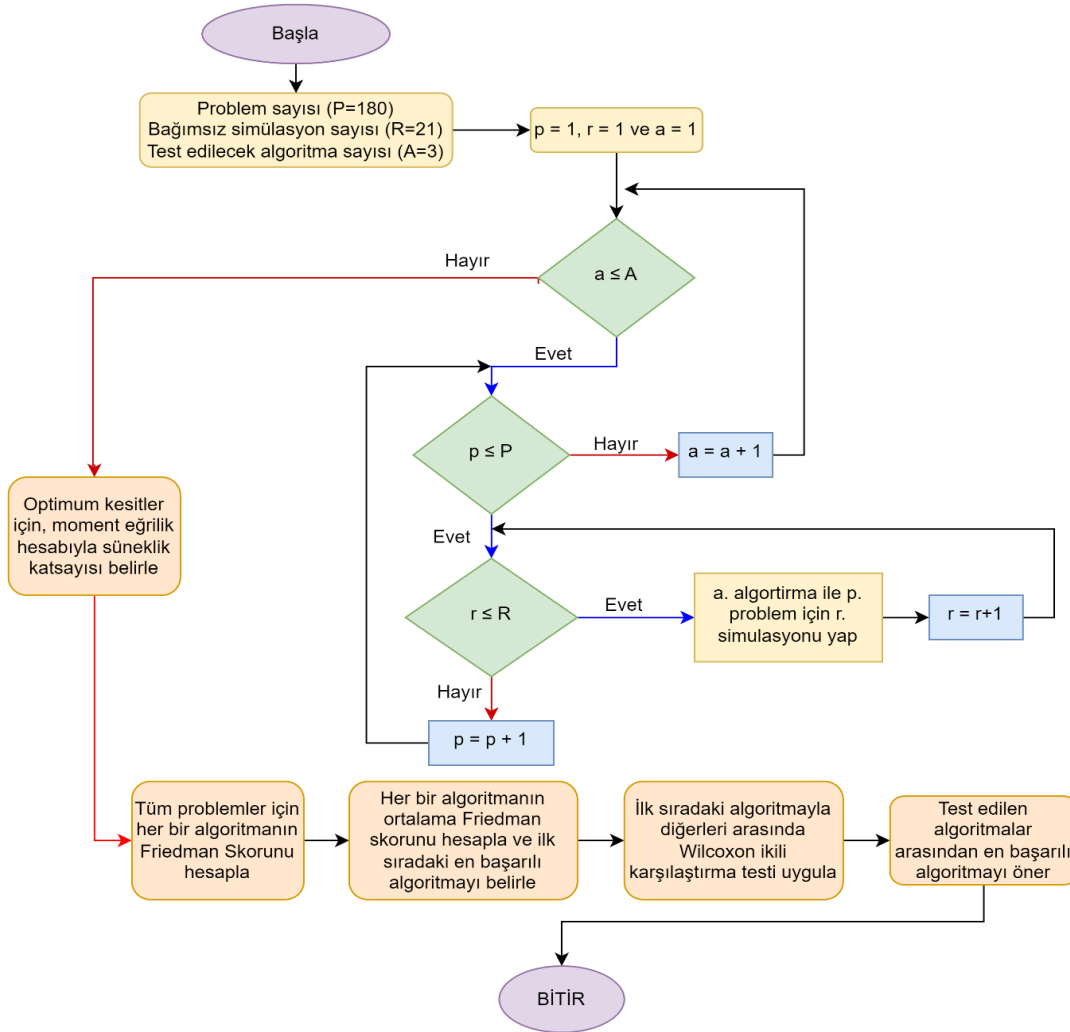 Başla
Problem sayısı (P=180)
Bağımsız simülasyon sayısı (R=21)
Test edilecek algoritma sayısı (A=3)
p = 1, r = 1 ve a = 1
a ≤ A
Hayır
Evet
p ≤ P
Hayır
a = a + 1
Evet
r ≤ R
Evet
a. algortirma ile p.
problem için r.
simulasyonu yap
r = r+1
Hayır
p = p + 1
Optimum kesitler
için, moment eğrilik
hesabıyla süneklik
katsayısı belirle
Tüm problemler için
her bir algoritmanın
Friedman Skorunu
hesapla
Her bir algoritmanın
ortalama Friedman
skorunu hesapla ve ilk
sıradaki en başarılı
algoritmayı belirle
İlk sıradaki algoritmayla
diğerleri arasında
Wilcoxon ikili
karşılaştırma testi uygula
Test edilen
algoritmalar
arasından en başarılı
algoritmayı öner
BİTİR